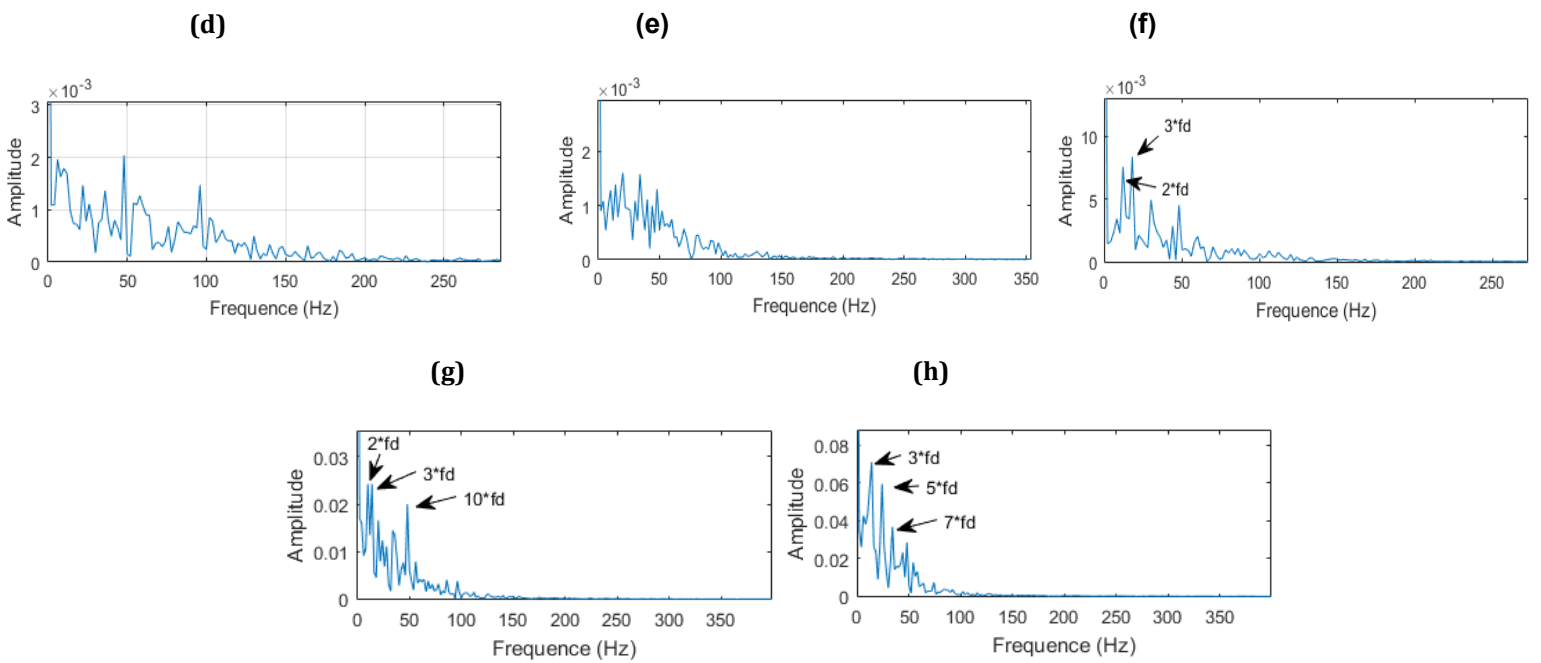 (d)
(e)
(f)
×10⁻³
3
2
1
0
Amplitude
0 50 100 150 200 250
Frequence (Hz)
×10⁻³
2
1
0
Amplitude
0 50 100 150 200 250 300 350
Frequence (Hz)
×10⁻³
10
5
0
Amplitude
3*fd
2*fd
0 50 100 150 200 250
Frequence (Hz)
(g)
(h)
0.03
0.02
0.01
0
Amplitude
2*fd
3*fd
10*fd
0 50 100 150 200 250 300 350
Frequence (Hz)
0.08
0.06
0.04
0.02
0
Amplitude
3*fd
5*fd
7*fd
0 50 100 150 200 250 300 350
Frequence (Hz)